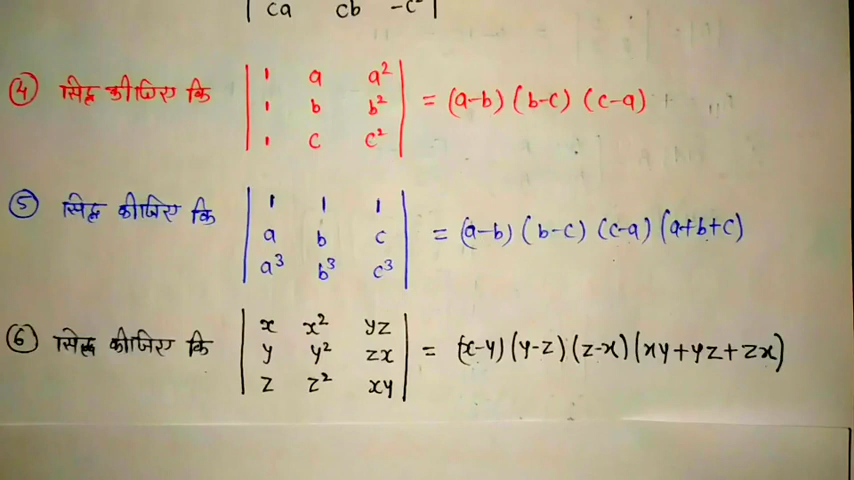 ca cb -c²
④ सिद्ध कीजिए कि | 1 a a² |
| 1 b b² | = (a-b) (b-c) (c-a)
| 1 c c² |
⑤ सिद्ध कीजिए कि | 1 1 1 |
| a b c | = (a-b) (b-c) (c-a) (a+b+c)
| a³ b³ c³ |
⑥ सिद्ध कीजिए कि | x x² yz |
| y y² zx | = (x-y) (y-z) (z-x) (xy+yz+zx)
| z z² xy |